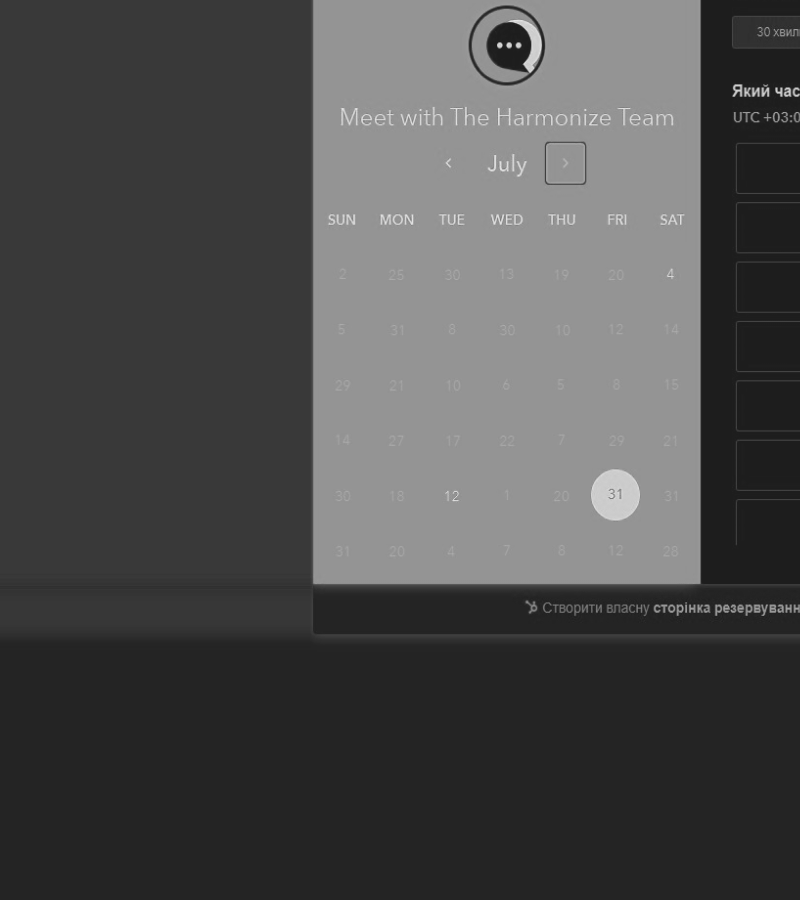 Meet with The Harmonize Team
July
SUN MON TUE WED THU FRI SAT
2 25 30 13 19 20 4
5 31 8 30 10 12 14
29 21 10 6 5 8 15
14 27 17 22 7 29 21
30 18 12 1 20 31 31
31 20 4 7 8 12 28
30 хвил
Який час
UTC +03:0
Створити власну сторінка резервуванн